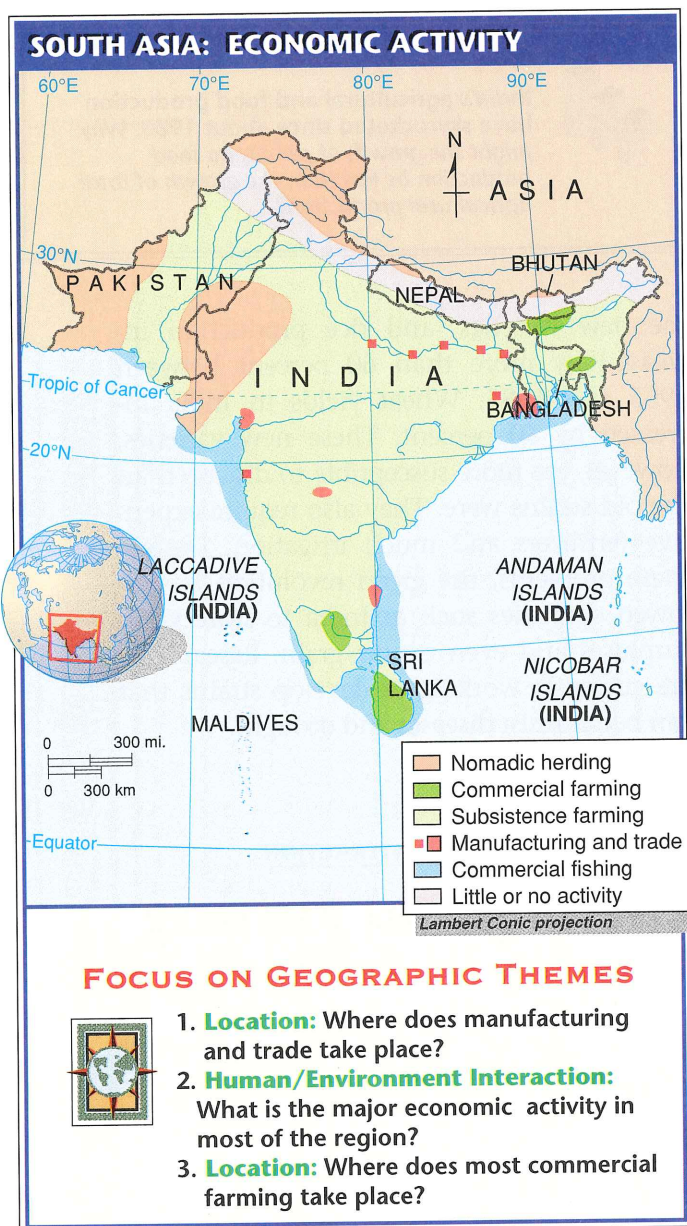 SOUTH ASIA: ECONOMIC ACTIVITY
60°E
70°E
80°E
90°E
N
ASIA
30°N
PAKISTAN
BHUTAN
NEPAL
INDIA
Tropic of Cancer
BANGLADESH
20°N
LACCADIVE
ISLANDS
(INDIA)
ANDAMAN
ISLANDS
(INDIA)
SRI
LANKA
NICOBAR
ISLANDS
(INDIA)
MALDIVES
0 300 mi.
0 300 km
Equator
Nomadic herding
Commercial farming
Subsistence farming
Manufacturing and trade
Commercial fishing
Little or no activity
Lambert Conic projection
FOCUS ON GEOGRAPHIC THEMES
1. Location: Where does manufacturing
and trade take place?
2. Human/Environment Interaction:
What is the major economic activity in
most of the region?
3. Location: Where does most commercial
farming take place?